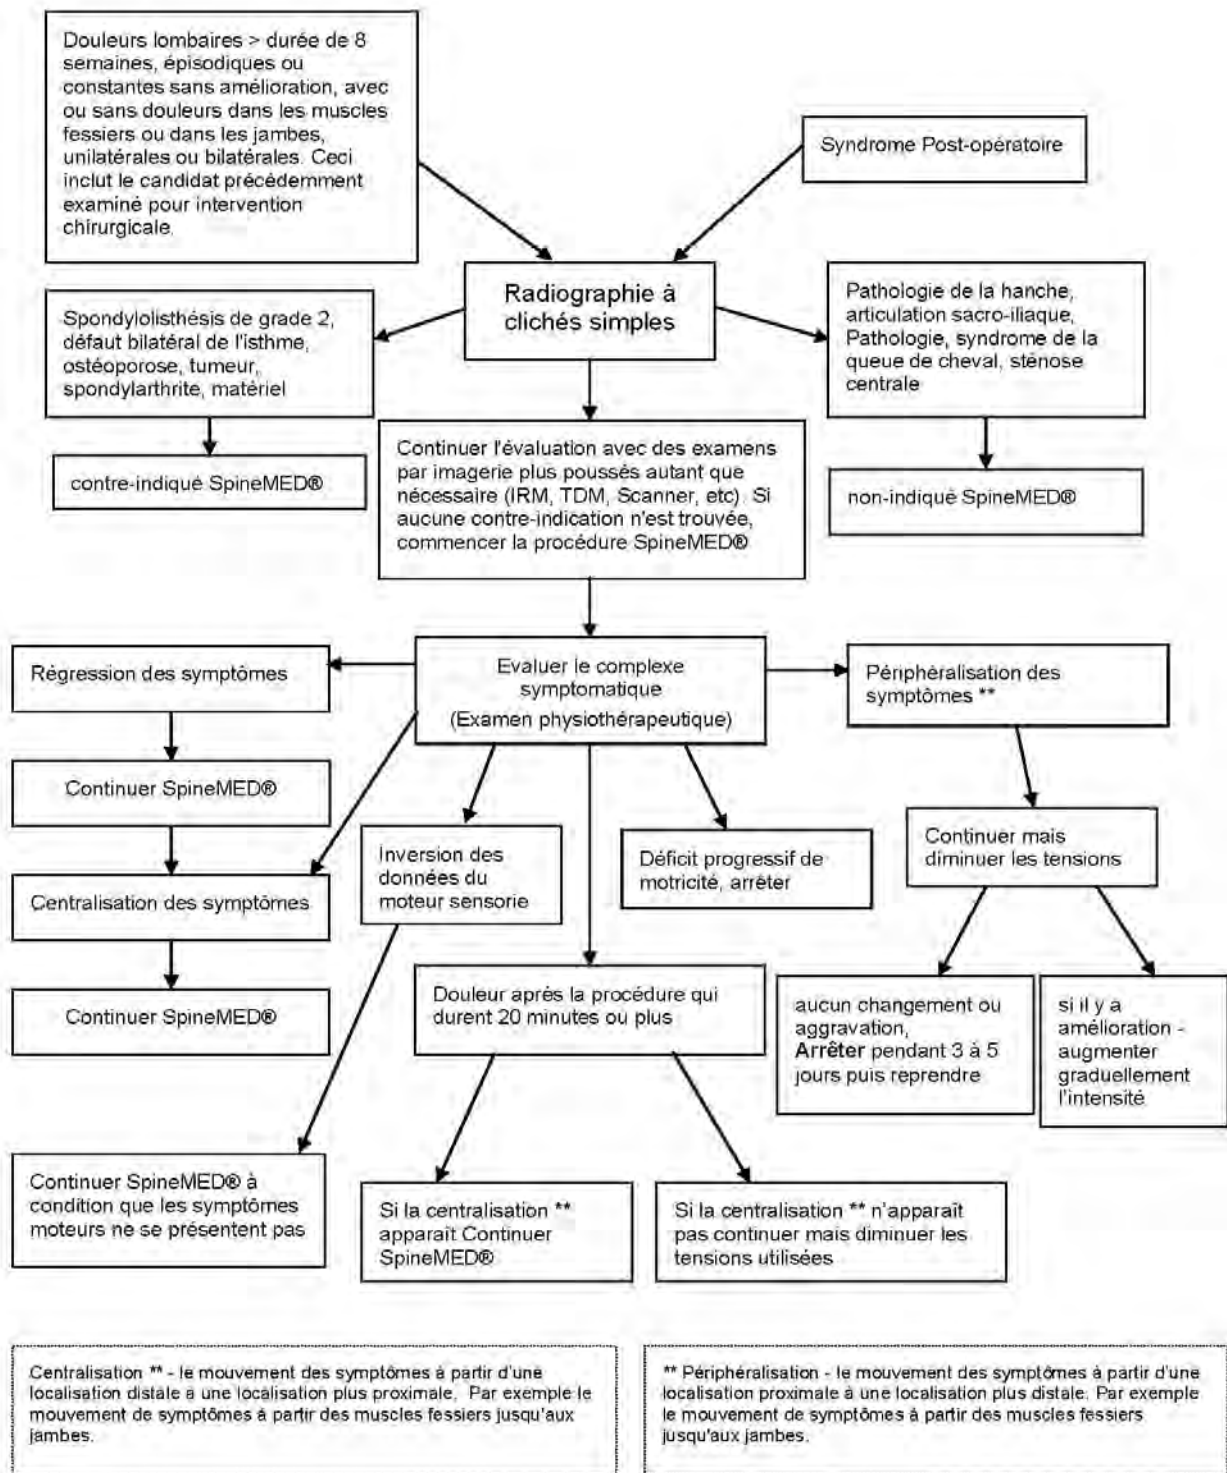 Douleurs lombaires > durée de 8
semaines, épisodiques ou
constantes sans amélioration, avec
ou sans douleurs dans les muscles
fessiers ou dans les jambes,
unilatérales ou bilatérales. Ceci
inclut le candidat précédemment
examiné pour intervention
chirurgicale.
Syndrome Post-opératoire
Radiographie à
clichés simples
Spondylolisthésis de grade 2,
défaut bilatéral de l'isthme,
ostéoporose, tumeur,
spondylarthrite, matériel
Pathologie de la hanche,
articulation sacro-iliaque,
Pathologie, syndrome de la
queue de cheval, sténose
centrale
contre-indiqué SpineMED®
Continuer l'évaluation avec des examens
par imagerie plus poussés autant que
nécessaire (IRM, TDM, Scanner, etc). Si
aucune contre-indication n'est trouvée,
commencer la procédure SpineMED®
non-indiqué SpineMED®
Régression des symptômes
Evaluer le complexe
symptomatique
(Examen physiothérapeutique)
Périphèralisation des
symptômes **
Continuer SpineMED®
Centralisation des symptômes
Continuer SpineMED®
Inversion des
données du
moteur sensorie
Déficit progressif de
motricité, arrêter
Continuer mais
diminuer les tensions
Douleur après la procédure qui
durent 20 minutes ou plus
aucun changement ou
aggravation,
Arrêter pendant 3 à 5
jours puis reprendre
si il y a
amélioration -
augmenter
graduellement
l'intensité
Continuer SpineMED® à
condition que les symptômes
moteurs ne se présentent pas
Si la centralisation **
apparaît Continuer
SpineMED®
Si la centralisation ** n'apparaît
pas continuer mais diminuer les
tensions utilisées
Centralisation ** - le mouvement des symptômes à partir d'une
localisation distale à une localisation plus proximale. Par exemple le
mouvement de symptômes à partir des muscles fessiers jusqu'aux
jambes.
** Périphéralisation - le mouvement des symptômes à partir d'une
localisation proximale à une localisation plus distale. Par exemple
le mouvement de symptômes à partir des muscles fessiers
jusqu'aux jambes.